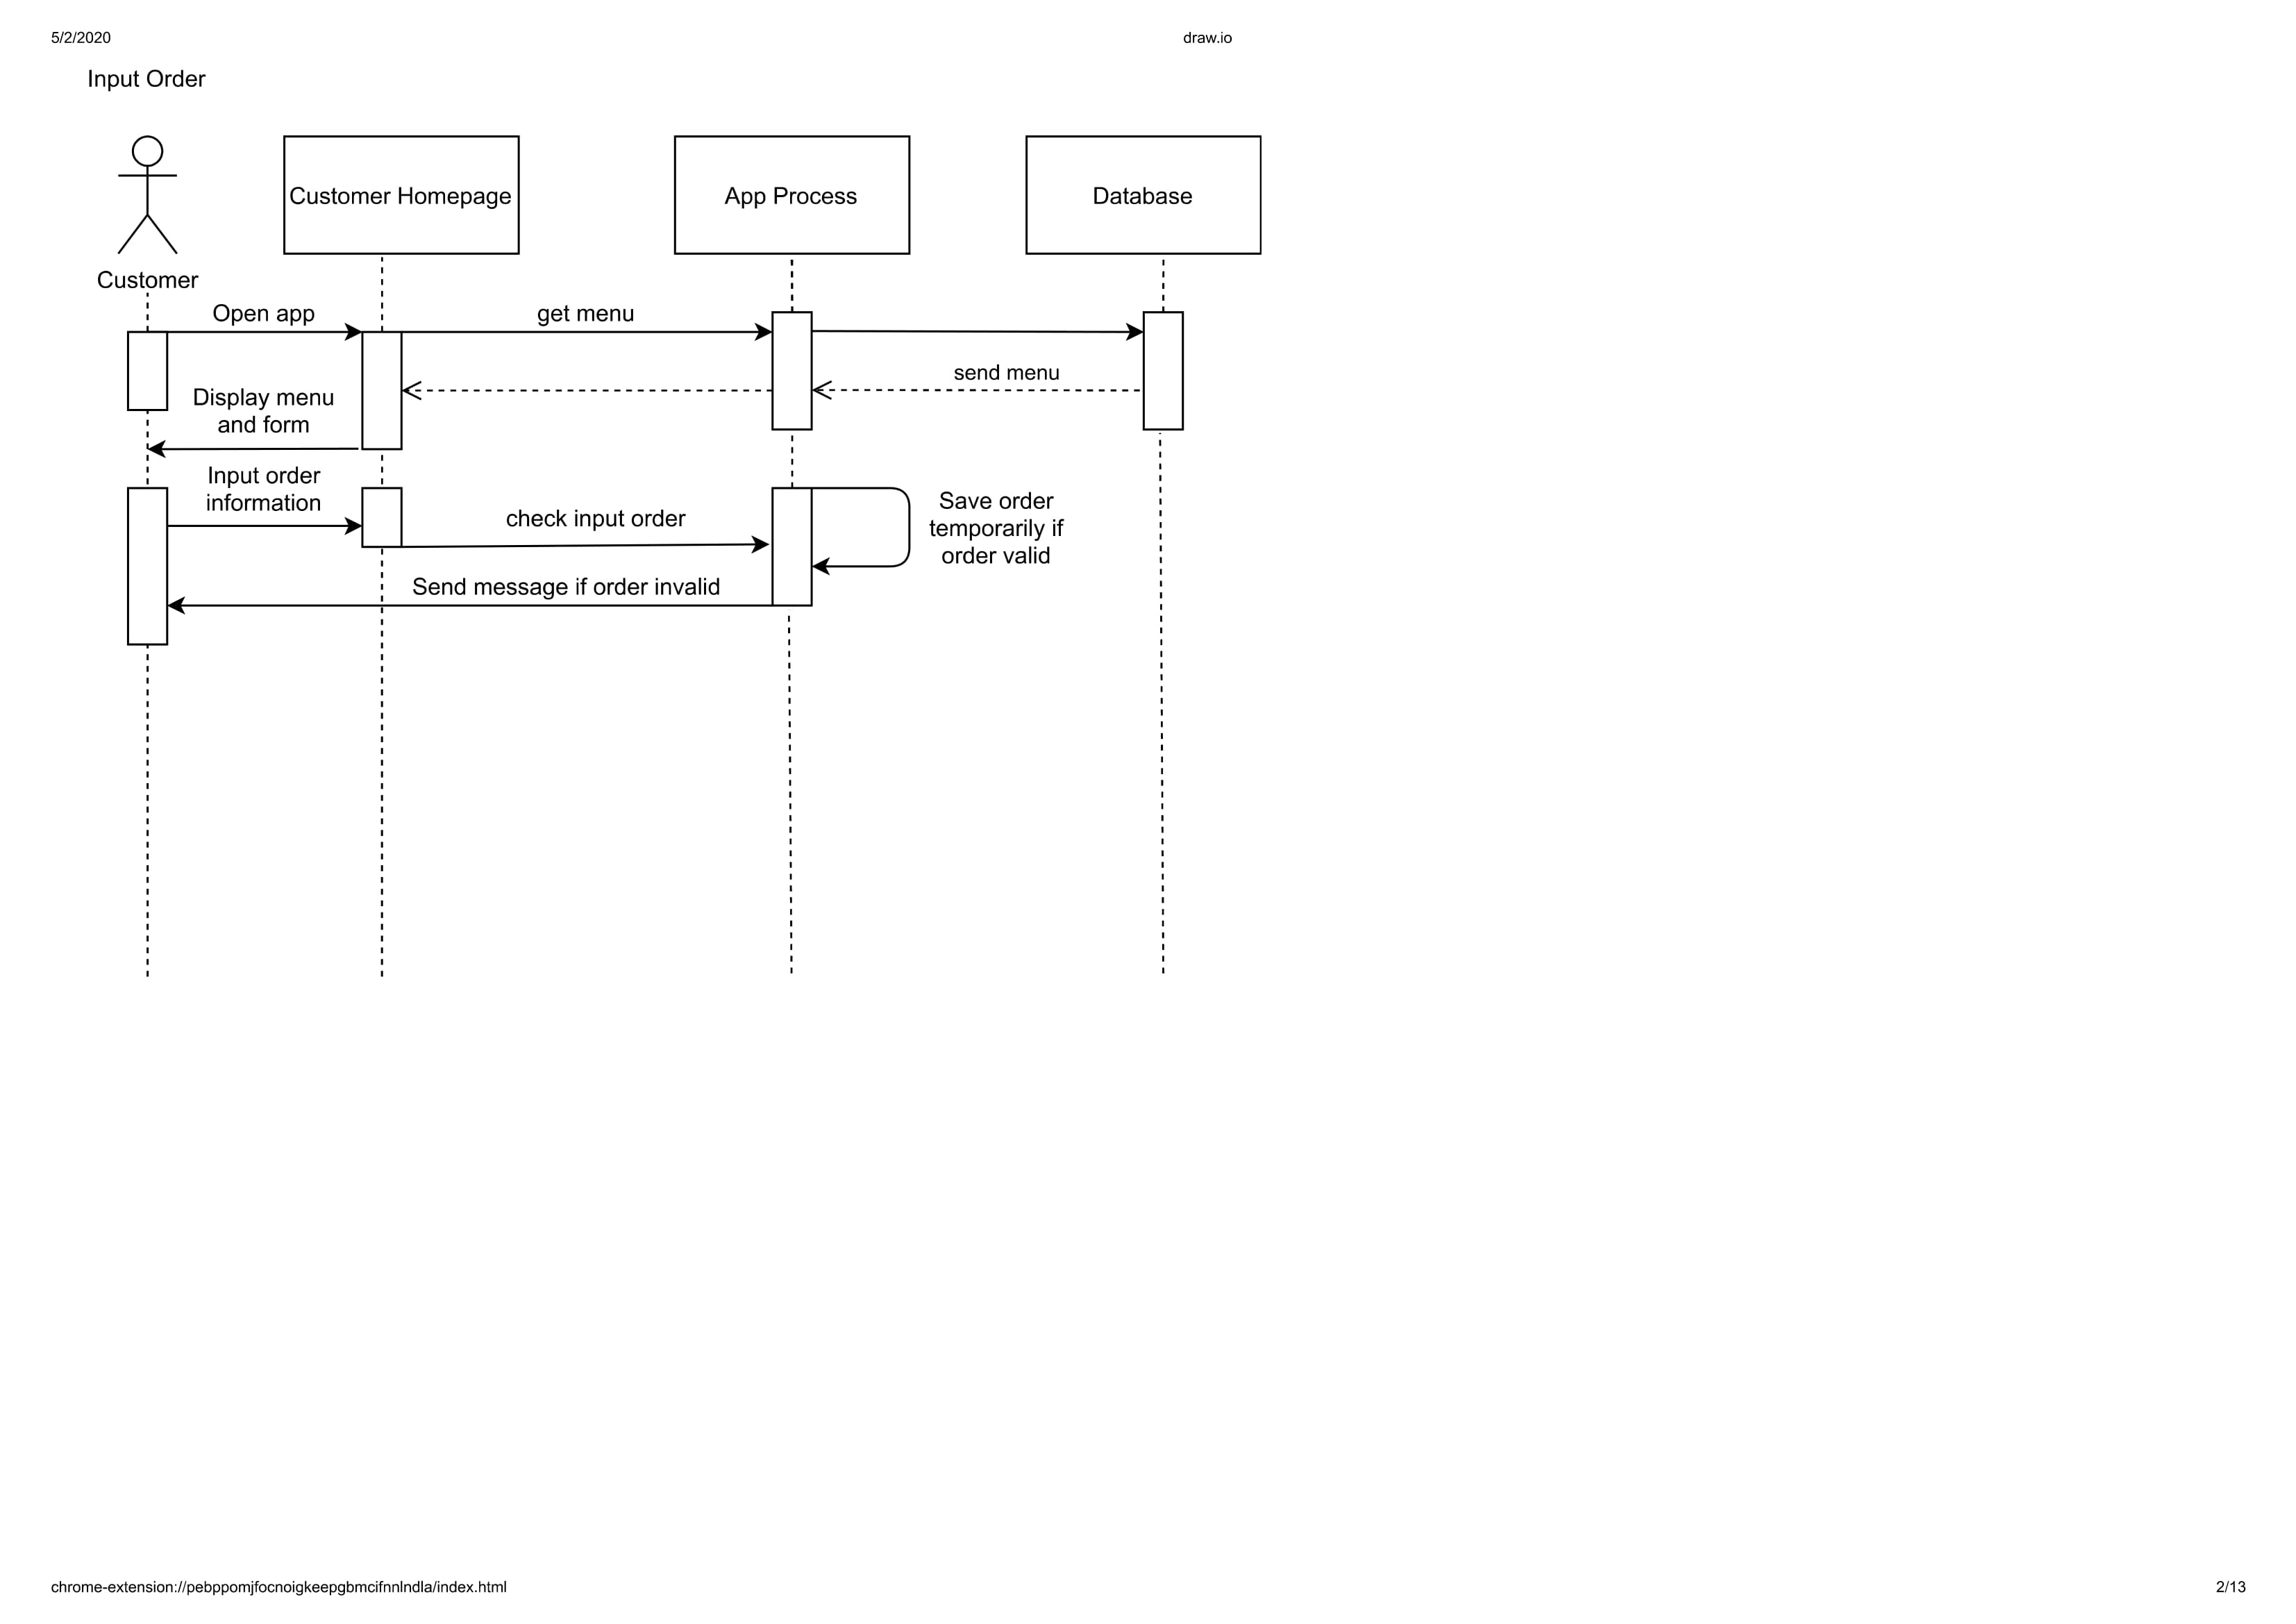 5/2/2020
draw.io
Input Order
Customer Homepage
App Process
Database
Customer
Open app
get menu
send menu
Display menu
and form
Input order
information
check input order
Save order
temporarily if
order valid
Send message if order invalid
chrome-extension://pebppomjfocnoigkeepgbmcifnnlndla/index.html
2/13